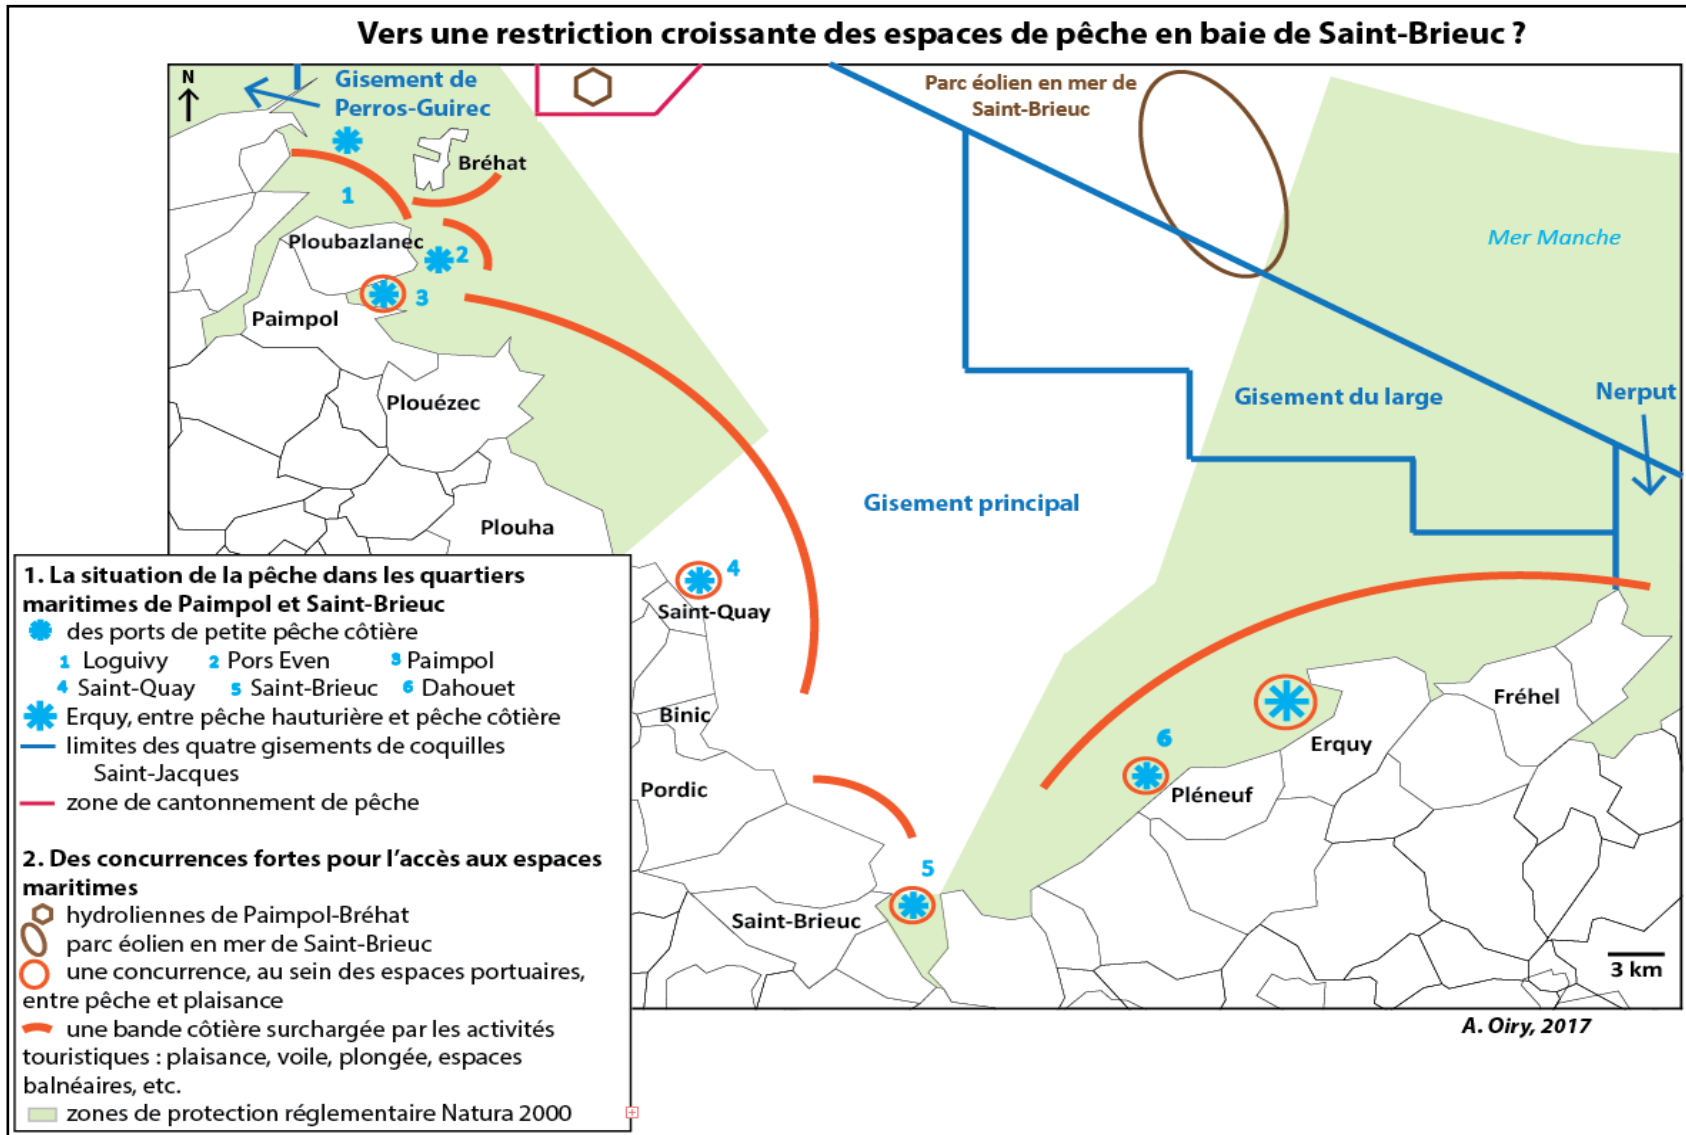 Vers une restriction croissante des espaces de pêche en baie de Saint-Brieuc ?
N
Gisement de
Perros-Guirec
Parc éolien en mer de
Saint-Brieuc
Bréhat
1
Mer Manche
Ploubazlanec
2
3
Paimpol
Plouézec
Gisement du large
Nerput
Gisement principal
Plouha
4
Saint-Quay
Binic
Fréhel
Erquy
6
Pordic
Pléneuf
5
Saint-Brieuc
3 km
1. La situation de la pêche dans les quartiers
maritimes de Paimpol et Saint-Brieuc
des ports de petite pêche côtière
1 Loguivy 2 Pors Even 3 Paimpol
4 Saint-Quay 5 Saint-Brieuc 6 Dahouet
Erquy, entre pêche hauturière et pêche côtière
limites des quatre gisements de coquilles
Saint-Jacques
zone de cantonnement de pêche
2. Des concurrences fortes pour l'accès aux espaces
maritimes
hydroliennes de Paimpol-Bréhat
parc éolien en mer de Saint-Brieuc
une concurrence, au sein des espaces portuaires,
entre pêche et plaisance
une bande côtière surchargée par les activités
touristiques : plaisance, voile, plongée, espaces
balnéaires, etc.
zones de protection réglementaire Natura 2000
A. Oiry, 2017